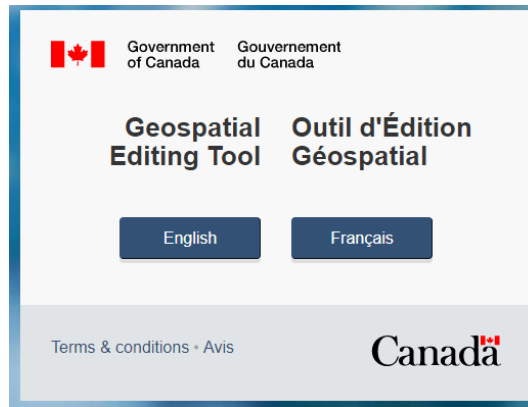 Government of Canada
Gouvernement du Canada
Geospatial Editing Tool
Outil d'Édition Géospatial
English
Français
Terms & conditions • Avis
Canada